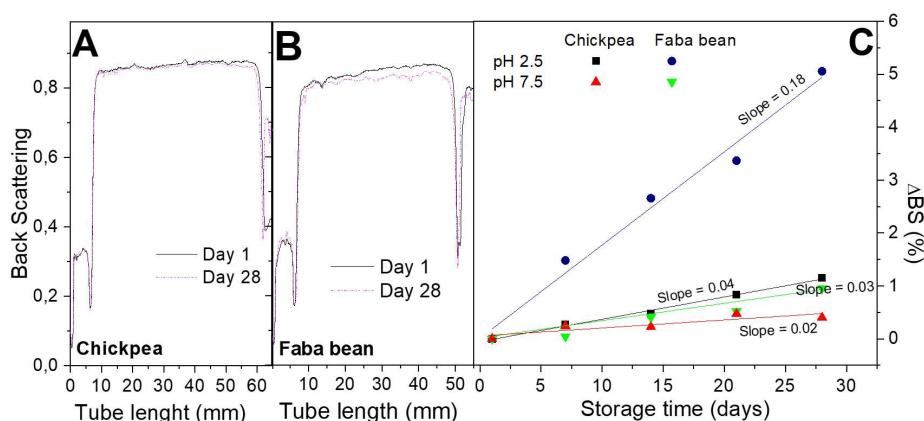 A
B
C
Back Scattering
0,8
0,6
0,4
0,2
0,0
Day 1
Day 28
Chickpea
0 10 20 30 40 50 60
Tube lenght (mm)
Day 1
Day 28
Faba bean
0 10 20 30 40 50
Tube length (mm)
Chickpea Faba bean
pH 2.5
pH 7.5
Slope = 0.18
Slope = 0.04
Slope = 0.03
Slope = 0.02
6
5
4
3
2
1
0
ΔBS (%)
0 5 10 15 20 25 30
Storage time (days)